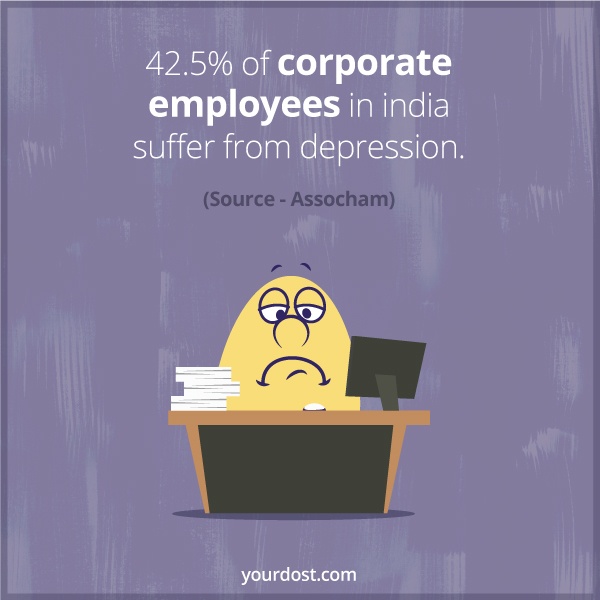 42.5% of corporate
employees in india
suffer from depression.
(Source - Assocham)
yourdost.com